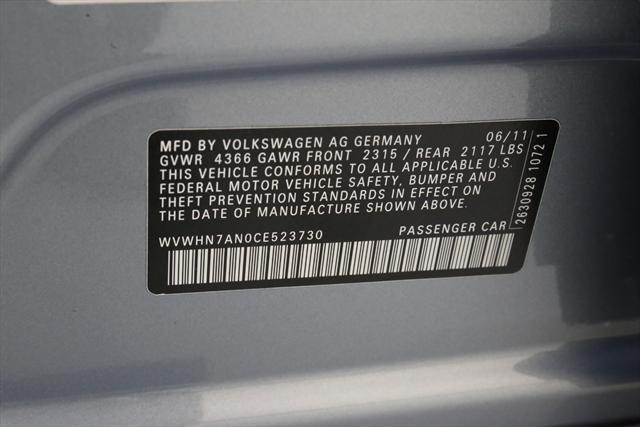 MFD BY VOLKSWAGEN AG GERMANY 06/11
GVWR 4366 GAWR FRONT 2315 / REAR 2117 LBS
THIS VEHICLE CONFORMS TO ALL APPLICABLE U.S.
FEDERAL MOTOR VEHICLE SAFETY, BUMPER AND
THEFT PREVENTION STANDARDS IN EFFECT ON
THE DATE OF MANUFACTURE SHOWN ABOVE.
WVWHN7AN0CE523730 PASSENGER CAR
2630928 1072 1